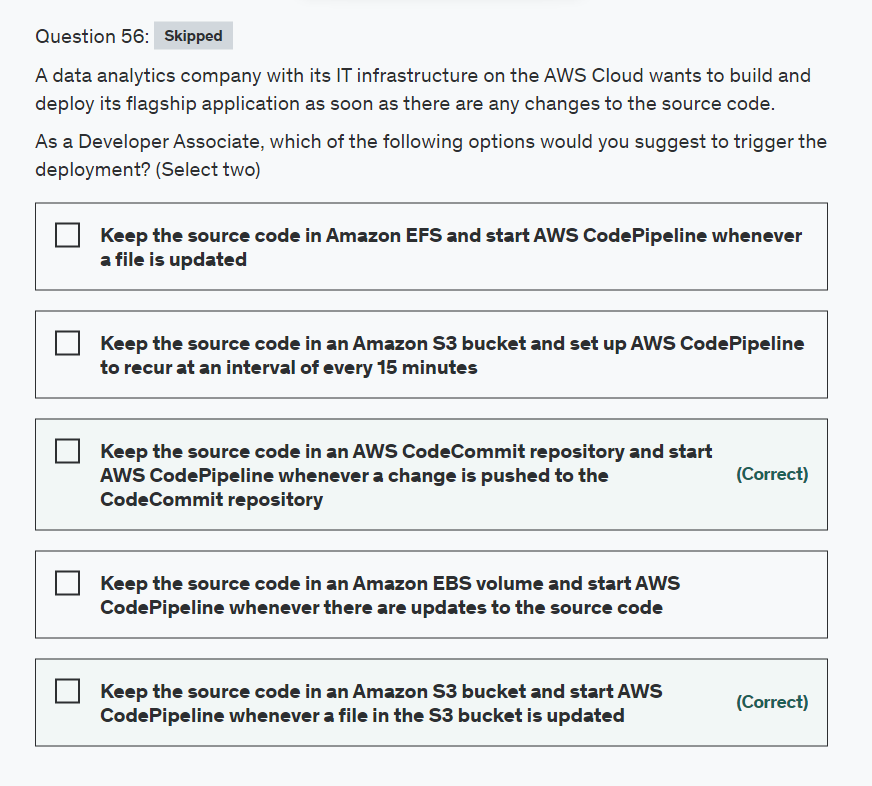 Question 56: Skipped
A data analytics company with its IT infrastructure on the AWS Cloud wants to build and
deploy its flagship application as soon as there are any changes to the source code.
As a Developer Associate, which of the following options would you suggest to trigger the
deployment? (Select two)
Keep the source code in Amazon EFS and start AWS CodePipeline whenever
a file is updated
Keep the source code in an Amazon S3 bucket and set up AWS CodePipeline
to recur at an interval of every 15 minutes
Keep the source code in an AWS CodeCommit repository and start
AWS CodePipeline whenever a change is pushed to the
CodeCommit repository
(Correct)
Keep the source code in an Amazon EBS volume and start AWS
CodePipeline whenever there are updates to the source code
Keep the source code in an Amazon S3 bucket and start AWS
CodePipeline whenever a file in the S3 bucket is updated
(Correct)